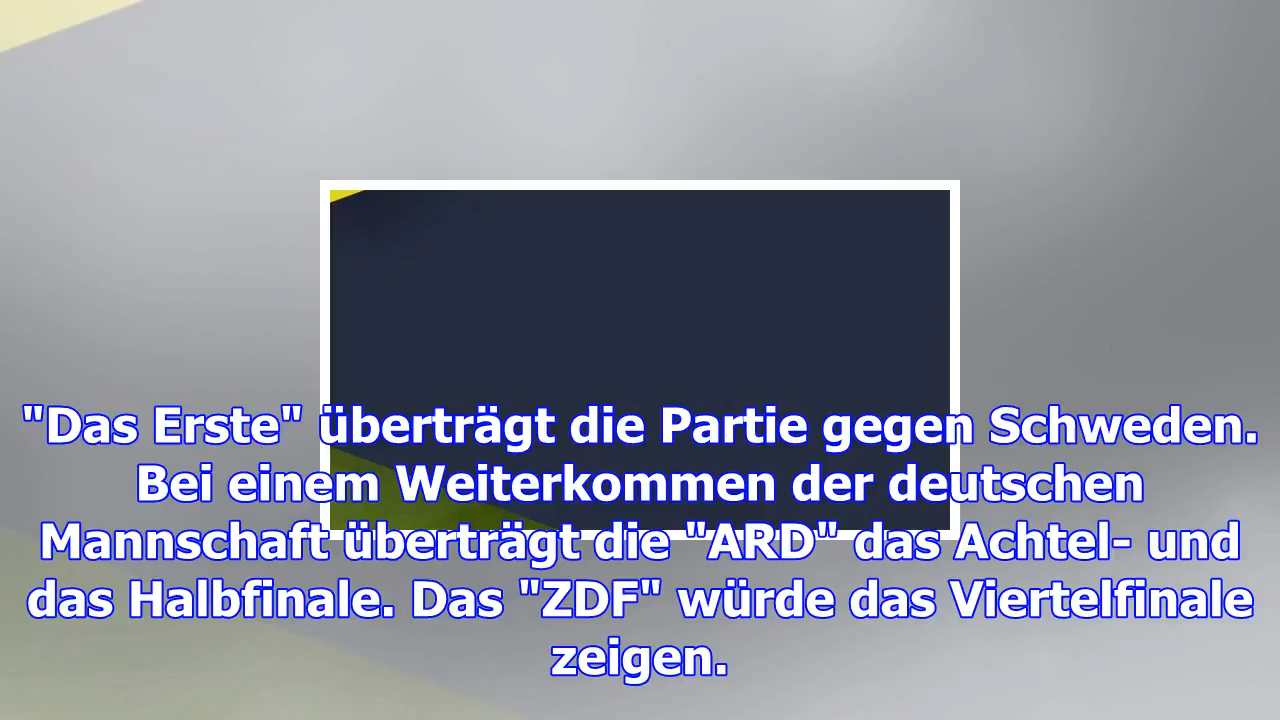 "Das Erste" überträgt die Partie gegen Schweden.
Bei einem Weiterkommen der deutschen
Mannschaft überträgt die "ARD" das Achtel- und
das Halbfinale. Das "ZDF" würde das Viertelfinale
zeigen.